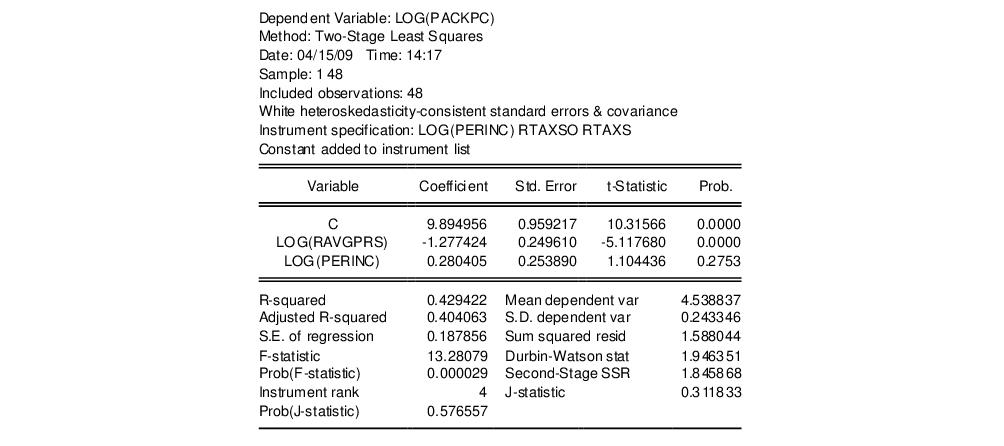 Dependent Variable: LOG(PACKPC)
Method: Two-Stage Least Squares
Date: 04/15/09 Time: 14:17
Sample: 1 48
Included observations: 48
White heteroskedasticity-consistent standard errors & covariance
Instrument specification: LOG(PERINC) RTAXSO RTAXS
Constant added to instrument list
Variable Coefficient Std. Error t-Statistic Prob.
C 9.894956 0.959217 10.31566 0.0000
LOG(RAVGPRS) -1.277424 0.249610 -5.117680 0.0000
LOG(PERINC) 0.280405 0.253890 1.104436 0.2753
R-squared 0.429422 Mean dependent var 4.538837
Adjusted R-squared 0.404063 S.D. dependent var 0.243346
S.E. of regression 0.187856 Sum squared resid 1.588044
F-statistic 13.28079 Durbin-Watson stat 1.946351
Prob(F-statistic) 0.000029 Second-Stage SSR 1.845868
Instrument rank 4 J-statistic 0.311833
Prob(J-statistic) 0.576557